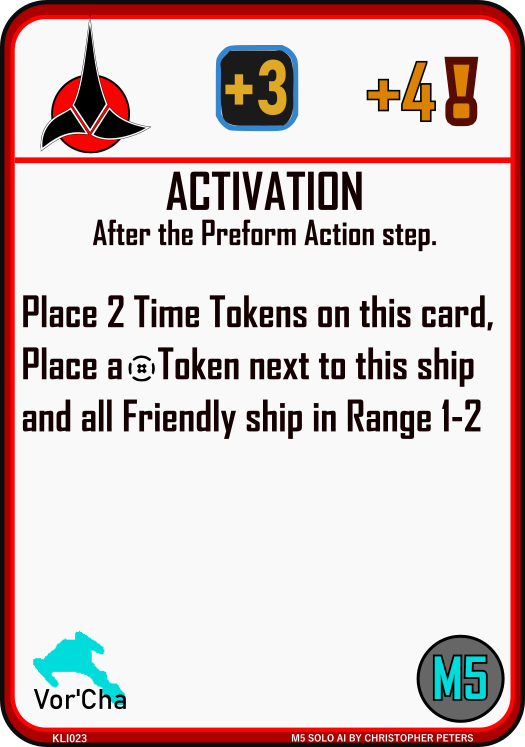 +3
+4!
ACTIVATION
After the Preform Action step.
Place 2 Time Tokens on this card,
Place a Token next to this ship
and all Friendly ship in Range 1-2
Vor'Cha
M5
KLI023
M5 SOLO AI BY CHRISTOPHER PETERS